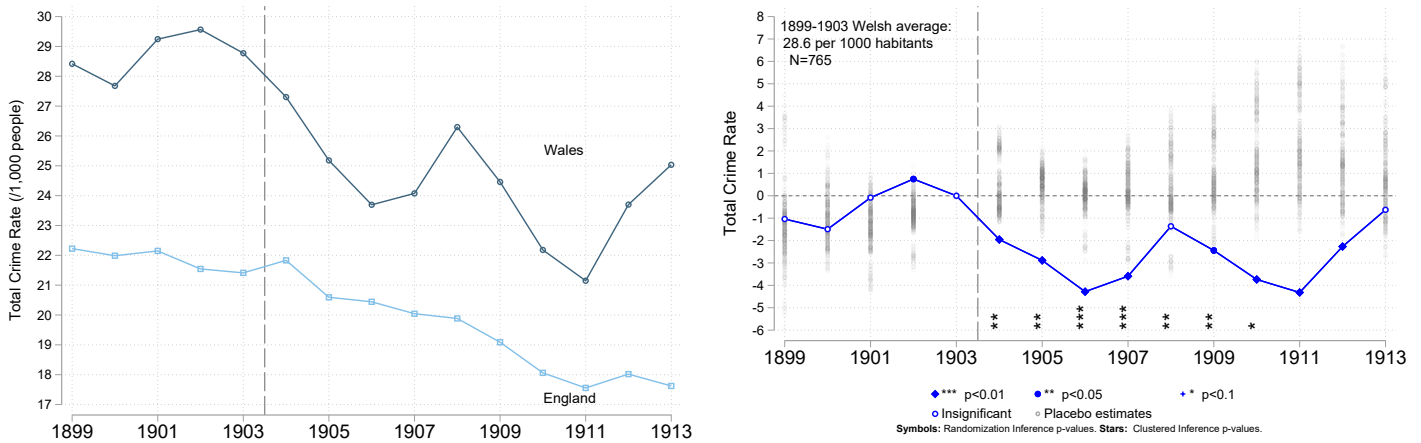 Total Crime Rate (/1,000 people)
30
29
28
27
26
25
24
23
22
21
20
19
18
17
Wales
England
1899 1901 1903 1905 1907 1909 1911 1913
Total Crime Rate
8
7
6
5
4
3
2
1
0
-1
-2
-3
-4
-5
-6
1899-1903 Welsh average:
28.6 per 1000 habitants
N=765
** ** *** *** ** ** *
1899 1901 1903 1905 1907 1909 1911 1913
*** p<0.01 ** p<0.05 * p<0.1
Insignificant Placebo estimates
Symbols: Randomization Inference p-values. Stars: Clustered Inference p-values.